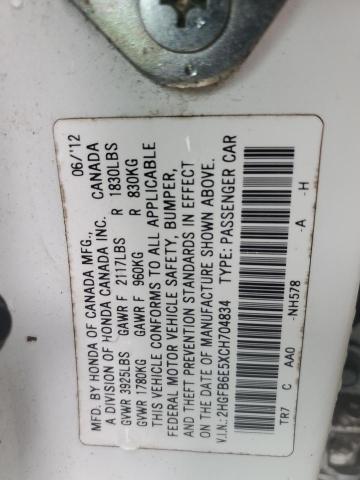 MFD. BY HONDA OF CANADA MFG., 06/'12
A DIVISION OF HONDA CANADA INC. CANADA
GVWR 3925LBS GAWR F 2117LBS R 1830LBS
GVWR 1780KG GAWR F 960KG R 830KG
THIS VEHICLE CONFORMS TO ALL APPLICABLE
FEDERAL MOTOR VEHICLE SAFETY, BUMPER,
AND THEFT PREVENTION STANDARDS IN EFFECT
ON THE DATE OF MANUFACTURE SHOWN ABOVE.
V.I.N.: 2HGFB6E5XCH704834 TYPE: PASSENGER CAR
-NH578 -A -H
TR7 C AA0